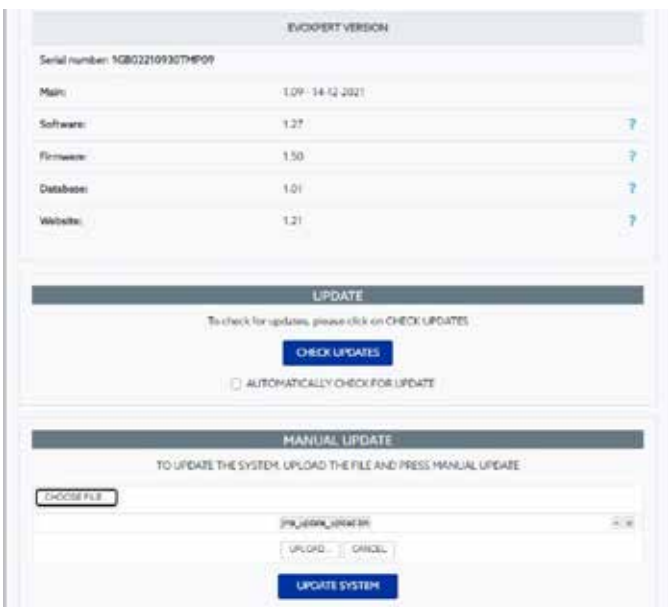 EVOXPERT VERSION
Serial number: 1GB02210930TMP09
Main: 1.09 - 14-12-2021
Software: 1.27 ?
Firmware: 1.50 ?
Database: 1.01 ?
Website: 1.21 ?
UPDATE
To check for updates, please click on CHECK UPDATES
CHECK UPDATES
AUTOMATICALLY CHECK FOR UPDATE
MANUAL UPDATE
TO UPDATE THE SYSTEM, UPLOAD THE FILE AND PRESS MANUAL UPDATE
CHOOSE FILE...
UPLOAD... CANCEL
UPDATE SYSTEM